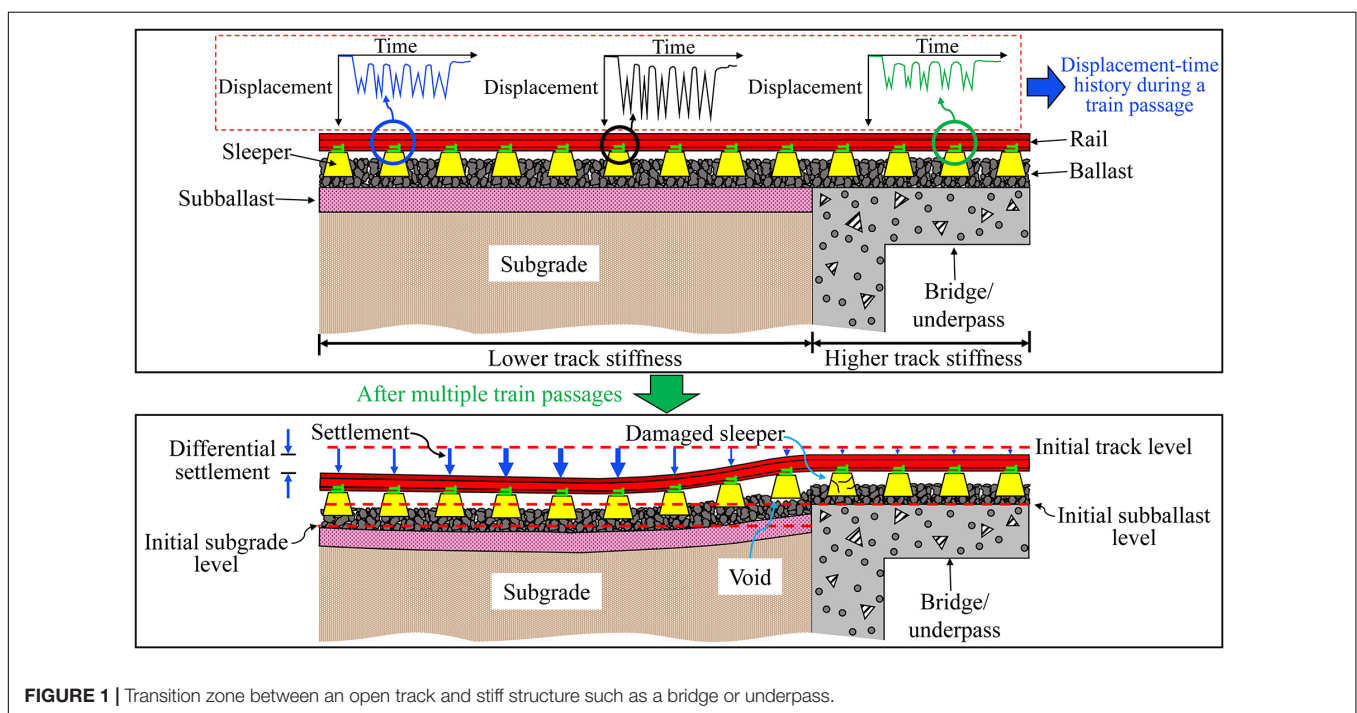 Time
Time
Time
Displacement
Displacement
Displacement
Displacement-time
history during a
train passage
Sleeper
Rail
Ballast
Subballast
Subgrade
Bridge/
underpass
Lower track stiffness
Higher track stiffness
After multiple train passages
Differential
settlement
Settlement
Damaged sleeper
Initial track level
Initial subgrade
level
Initial subballast
level
Void
Subgrade
Bridge/
underpass
FIGURE 1 | Transition zone between an open track and stiff structure such as a bridge or underpass.